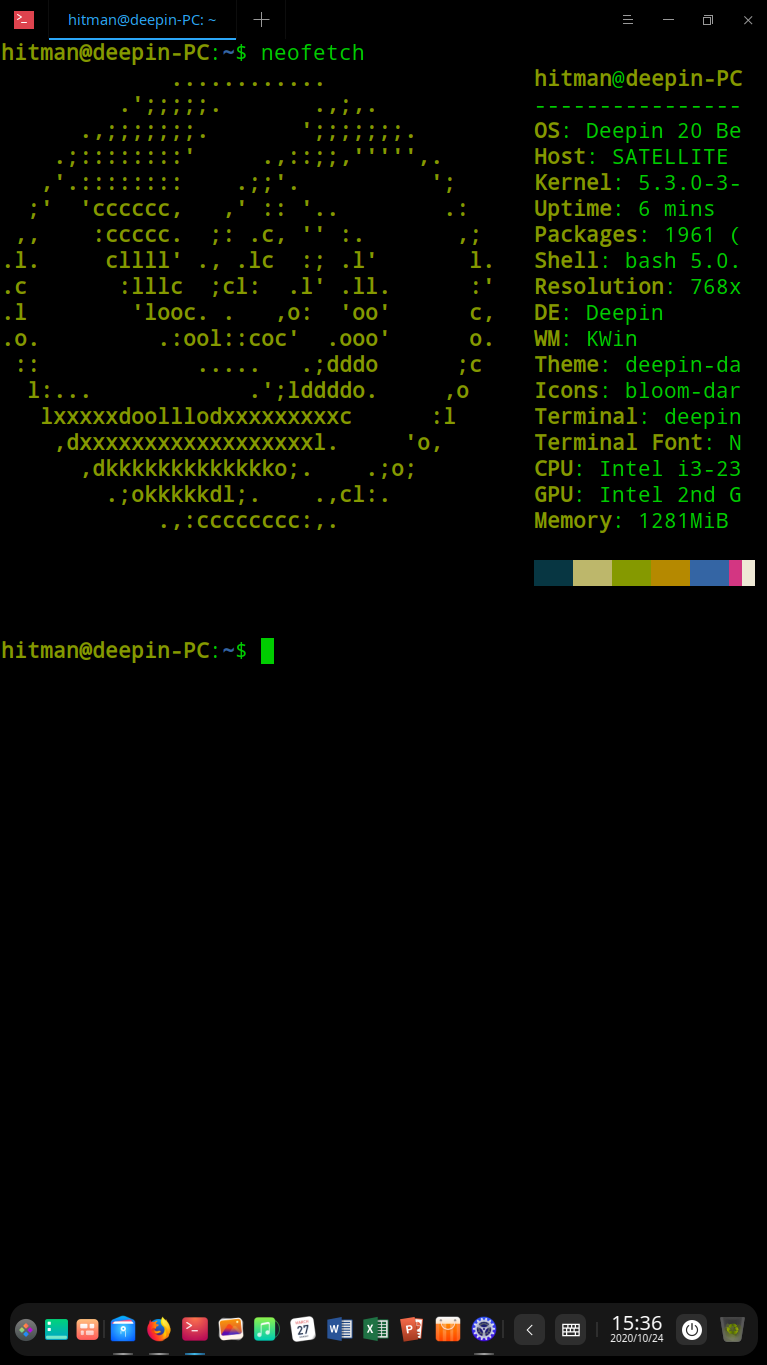 hitman@deepin-PC: ~
hitman@deepin-PC:~$ neofetch
hitman@deepin-PC
----------------
OS: Deepin 20 Be
Host: SATELLITE
Kernel: 5.3.0-3-
Uptime: 6 mins
Packages: 1961 (
Shell: bash 5.0.
Resolution: 768x
DE: Deepin
WM: KWin
Theme: deepin-da
Icons: bloom-dar
Terminal: deepin
Terminal Font: N
CPU: Intel i3-23
GPU: Intel 2nd G
Memory: 1281MiB
hitman@deepin-PC:~$
27
15:36
2020/10/24